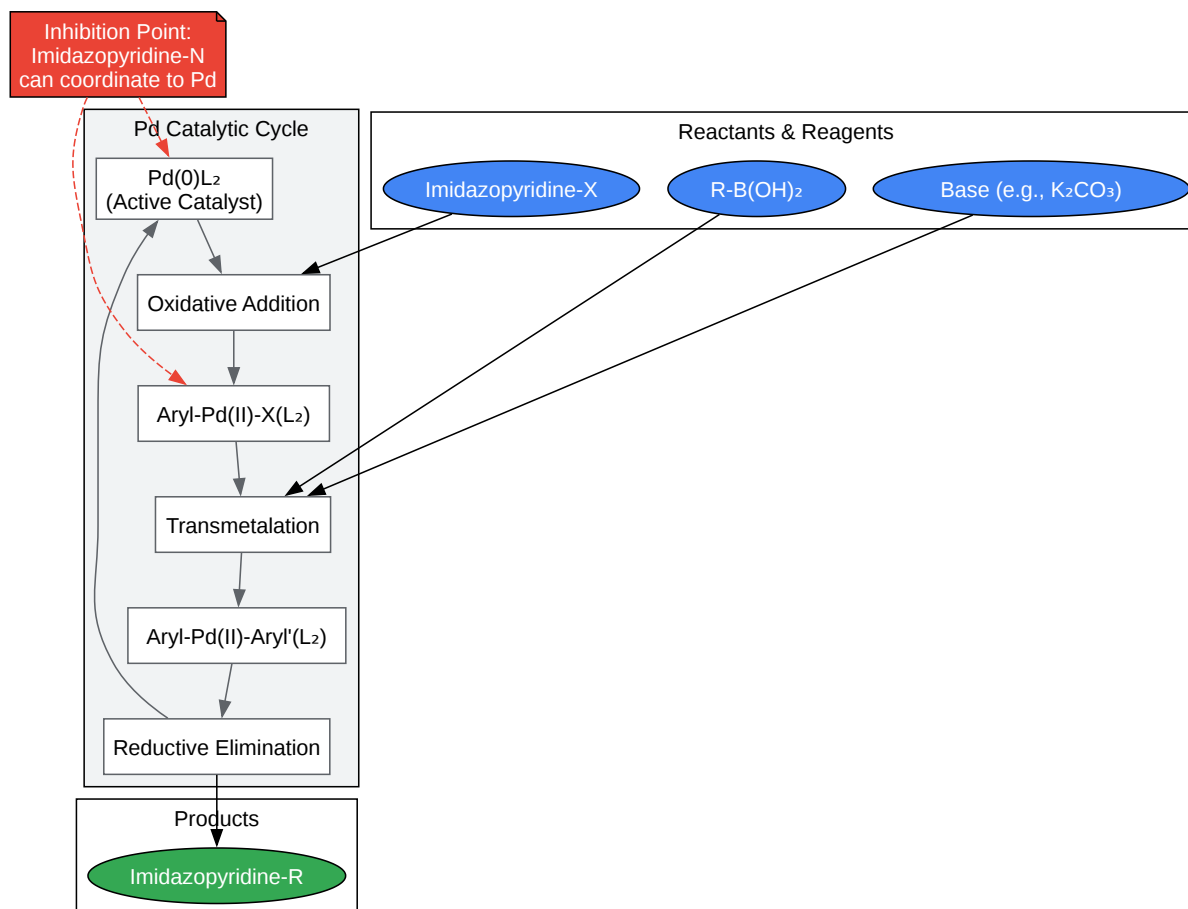 Inhibition Point:
Imidazopyridine-N
can coordinate to Pd
Pd Catalytic Cycle
Pd(0)L₂
(Active Catalyst)
Oxidative Addition
Aryl-Pd(II)-X(L₂)
Transmetalation
Aryl-Pd(II)-Aryl'(L₂)
Reductive Elimination
Reactants & Reagents
Imidazopyridine-X
R-B(OH)₂
Base (e.g., K₂CO₃)
Products
Imidazopyridine-R